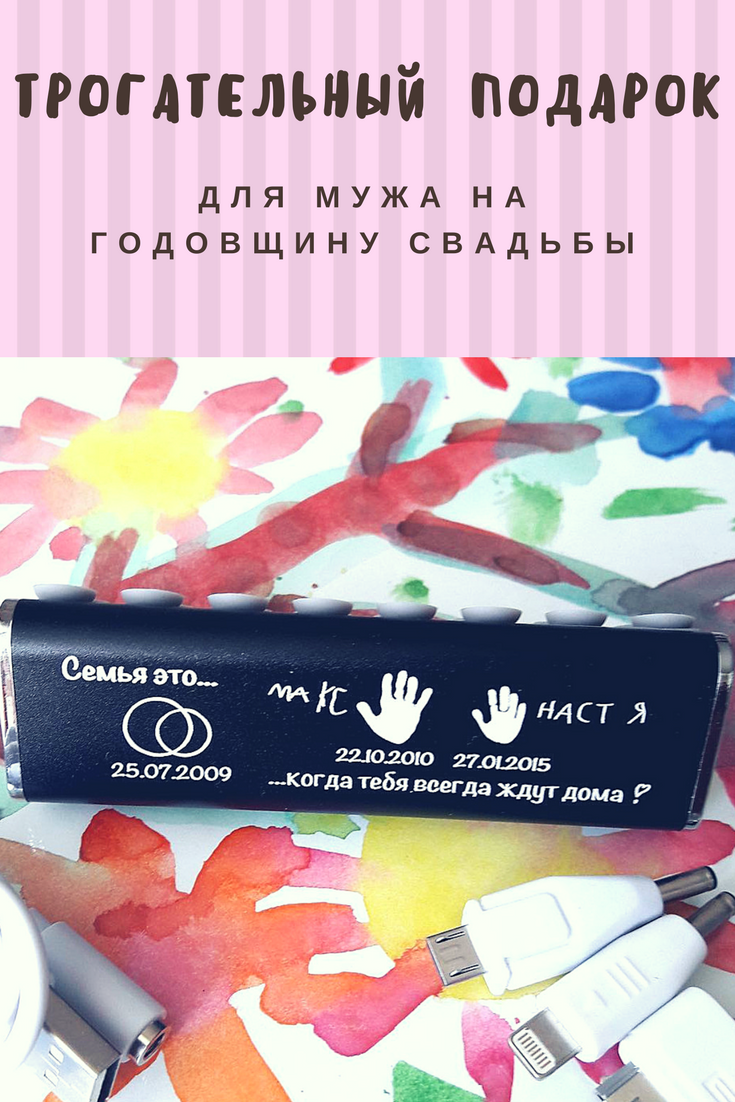 ТРОГАТЕЛЬНЫЙ ПОДАРОК
ДЛЯ МУЖА НА
ГОДОВЩИНУ СВАДЬБЫ
Семья это...
25.07.2009
МАКС
22.10.2010
НАСТЯ
27.01.2015
...когда тебя всегда ждут дома